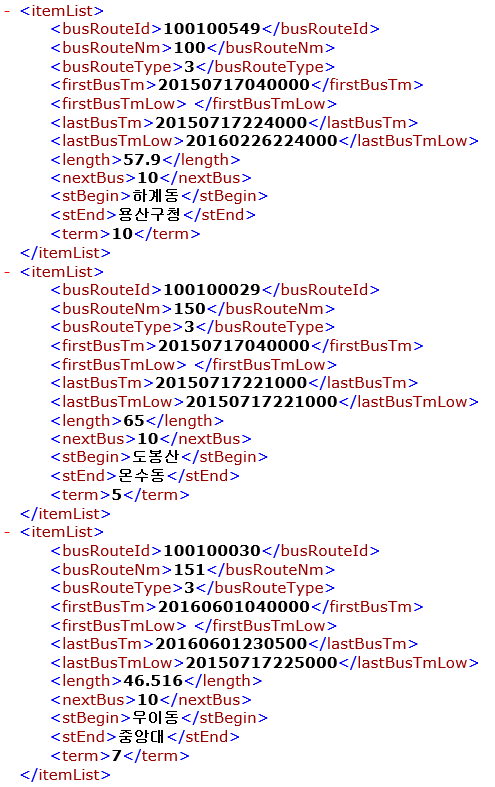 - <itemList>
<busRouteId>100100549</busRouteId>
<busRouteNm>100</busRouteNm>
<busRouteType>3</busRouteType>
<firstBusTm>20150717040000</firstBusTm>
<firstBusTmLow> </firstBusTmLow>
<lastBusTm>20150717224000</lastBusTm>
<lastBusTmLow>20160226224000</lastBusTmLow>
<length>57.9</length>
<nextBus>10</nextBus>
<stBegin>하계동</stBegin>
<stEnd>용산구청</stEnd>
<term>10</term>
</itemList>
- <itemList>
<busRouteId>100100029</busRouteId>
<busRouteNm>150</busRouteNm>
<busRouteType>3</busRouteType>
<firstBusTm>20150717040000</firstBusTm>
<firstBusTmLow> </firstBusTmLow>
<lastBusTm>20150717221000</lastBusTm>
<lastBusTmLow>20150717221000</lastBusTmLow>
<length>65</length>
<nextBus>10</nextBus>
<stBegin>도봉산</stBegin>
<stEnd>온수동</stEnd>
<term>5</term>
</itemList>
- <itemList>
<busRouteId>100100030</busRouteId>
<busRouteNm>151</busRouteNm>
<busRouteType>3</busRouteType>
<firstBusTm>20160601040000</firstBusTm>
<firstBusTmLow> </firstBusTmLow>
<lastBusTm>20160601230500</lastBusTm>
<lastBusTmLow>20150717225000</lastBusTmLow>
<length>46.516</length>
<nextBus>10</nextBus>
<stBegin>우이동</stBegin>
<stEnd>중앙대</stEnd>
<term>7</term>
</itemList>